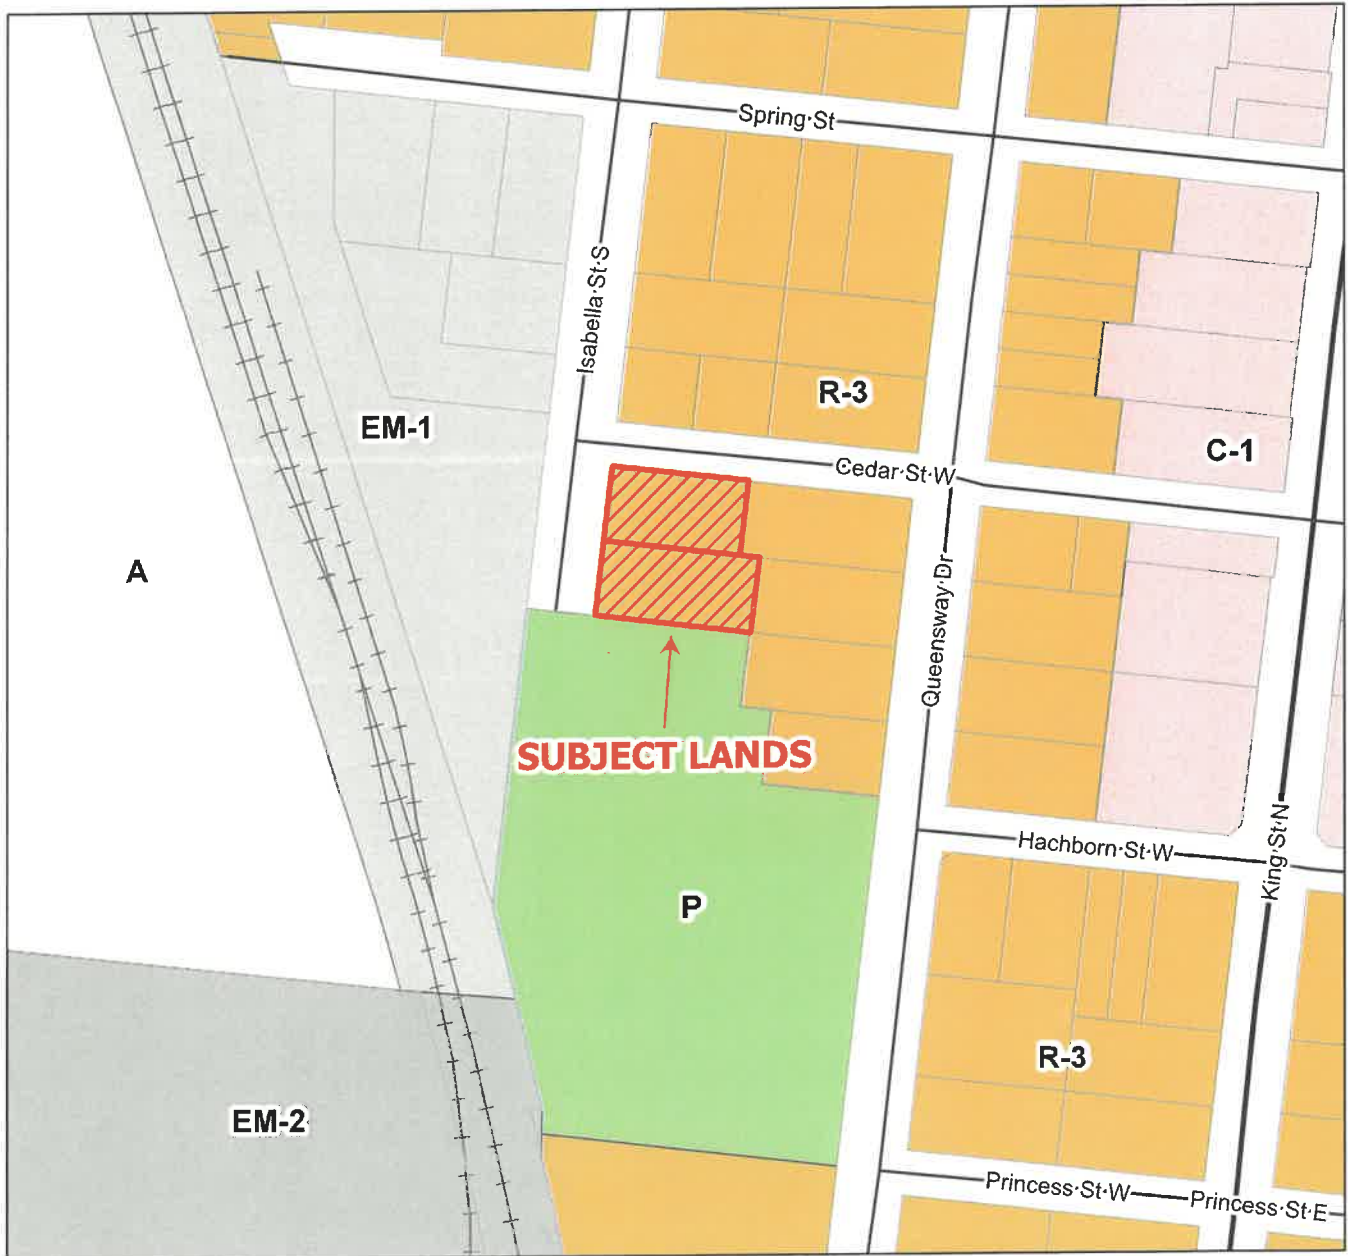 Spring St
Isabella St S
R-3
EM-1
C-1
Cedar St W
A
Queensway Dr
SUBJECT LANDS
Hachborn St W
King St N
P
R-3
EM-2
Princess St W
Princess St E